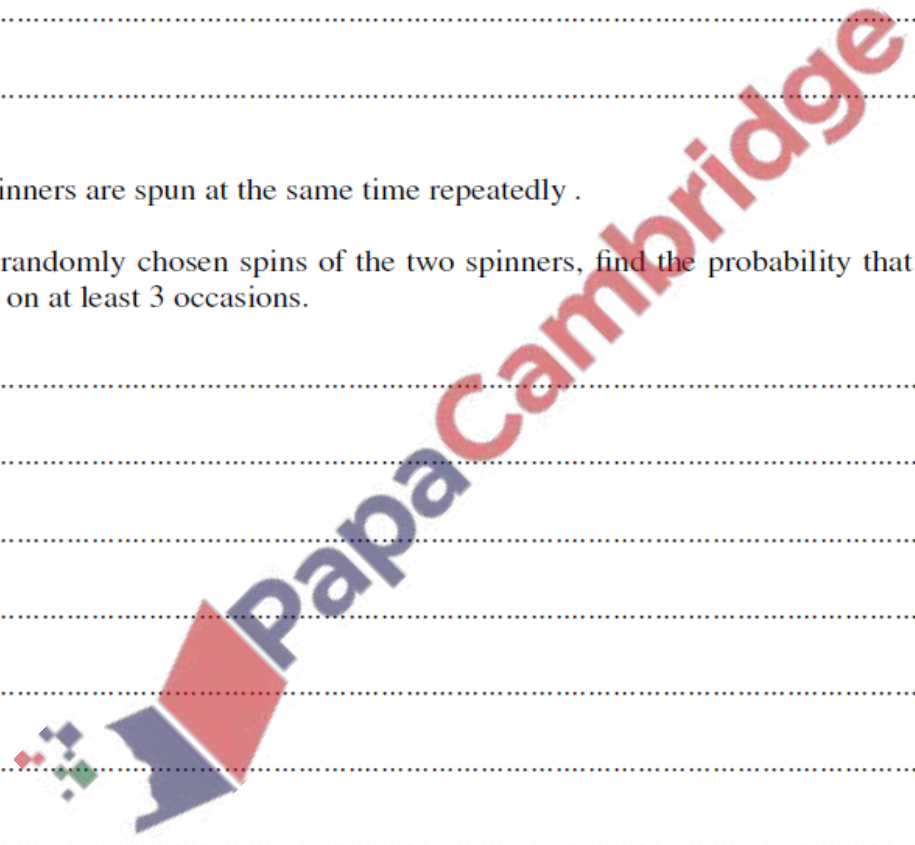 inners are spun at the same time repeatedly .
randomly chosen spins of the two spinners, find the probability that
on at least 3 occasions.
PapaCambridge